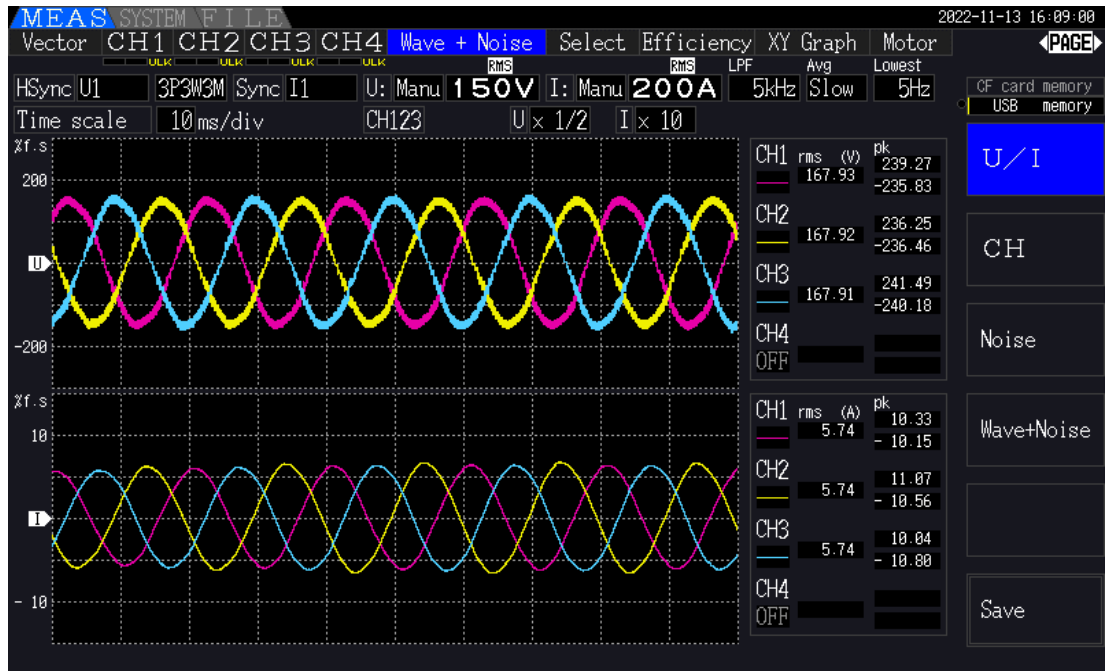 MEAS SYSTEM FILE 2022-11-13 16:09:00
Vector CH1 CH2 CH3 CH4 Wave + Noise Select Efficiency XY Graph Motor ◀PAGE▶
ULK ULK ULK ULK RMS RMS LPF Avg Lowest
HSync U1 3P3W3M Sync I1 U: Manu 150V I: Manu 200A 5kHz Slow 5Hz
CF card memory
USB memory
Time scale 10 ms/div CH123 U × 1/2 I × 10
%f.s
200
U
-200
CH1 rms (V) pk
167.93 239.27
-235.83
CH2
167.92 236.25
-236.46
CH3
167.91 241.49
-240.18
CH4
OFF
%f.s
10
I
- 10
CH1 rms (A) pk
5.74 10.33
- 10.15
CH2
5.74 11.07
- 10.56
CH3
5.74 10.04
- 10.80
CH4
OFF
U/I
CH
Noise
Wave+Noise
Save